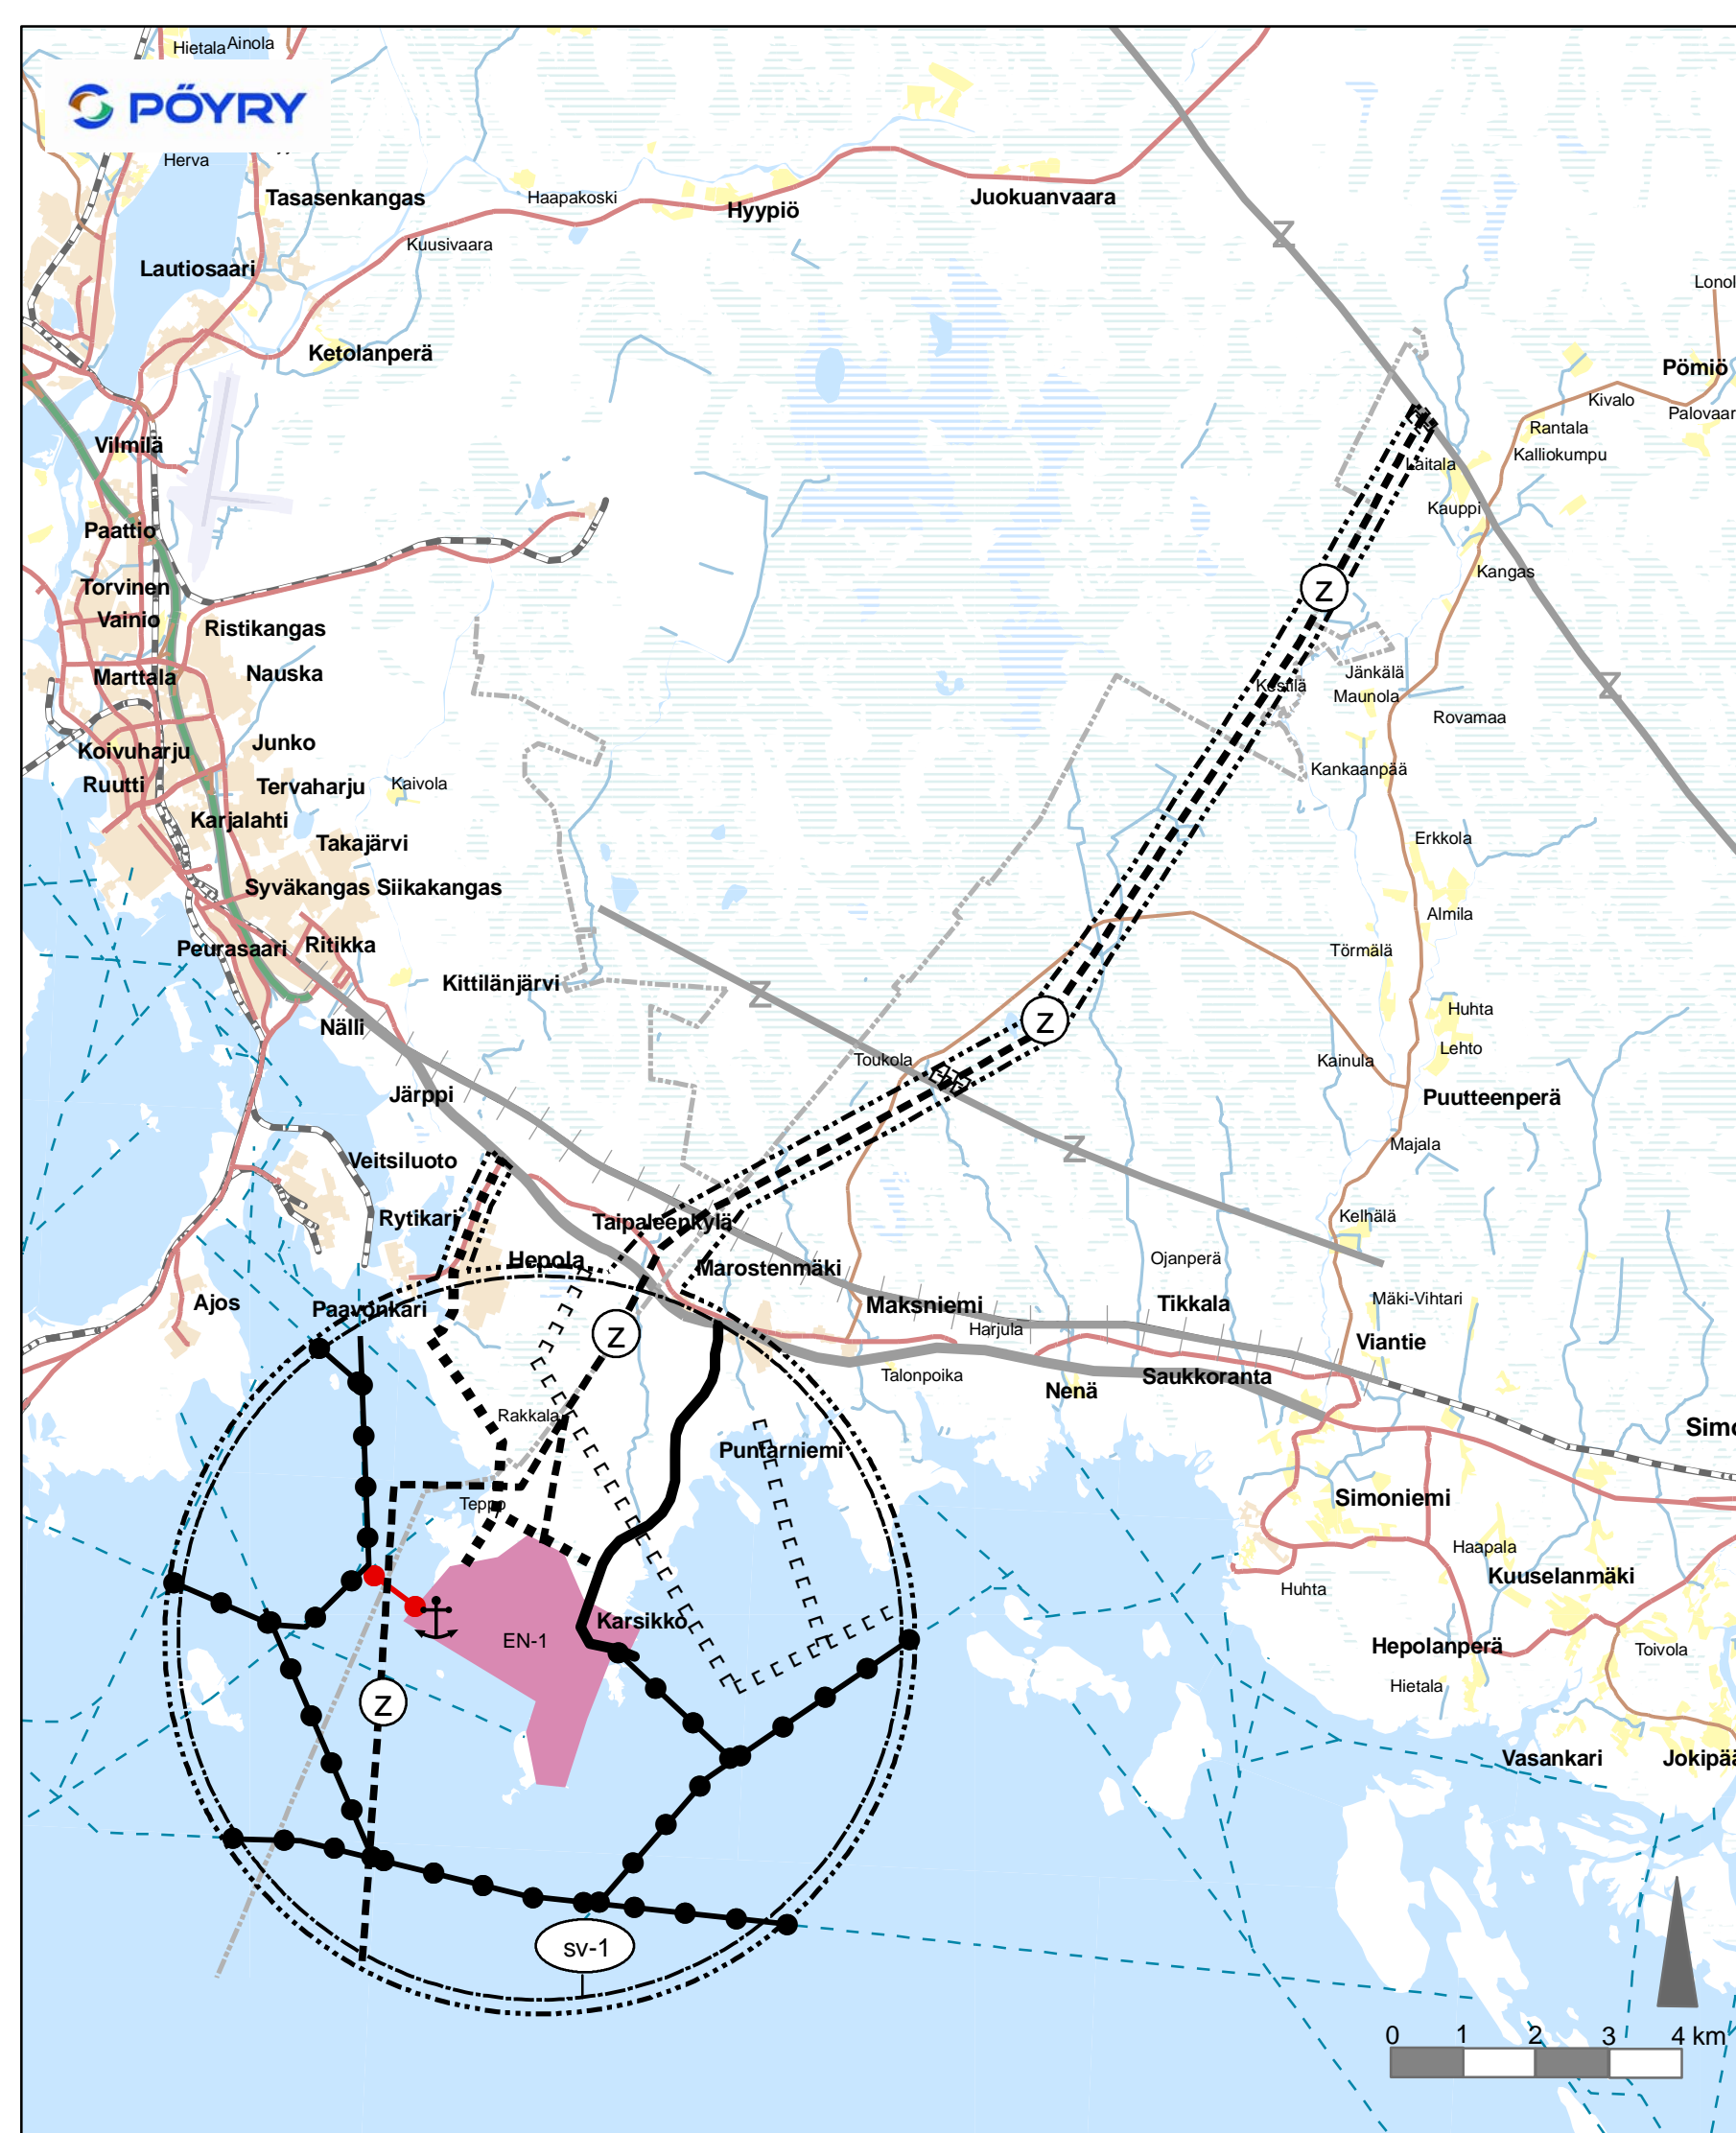 Hietala
Ainola
PÖYRY
Herva
Tasasenkangas
Haapakoski
Hyypiö
Juokuanvaara
Kuusivaara
Lautiosaari
Lonol
Ketolanperä
Pömiö
Kivalo
Palovaar
Rantala
Kalliokumpu
Vilmilä
Laitala
Kauppi
Paattio
Kangas
Torvinen
Z
Vainio
Ristikangas
Nauska
Marttala
Jänkälä
Kestilä
Maunola
Rovamaa
Junko
Koivuharju
Kankaanpää
Ruutti
Tervaharju
Kaivola
Karjalahti
Takajärvi
Erkkola
Syväkangas
Siikakangas
Almila
Peurasaari
Ritikka
Törmälä
Kittilänjärvi
Huhta
Nälli
Z
Lehto
Toukola
Kainula
Järppi
Puutteenperä
Majala
Veitsiluoto
Rytikari
Taipaleenkylä
Kelhälä
Hepola
Marostenmäki
Ojanperä
Ajos
Paavonkari
Maksniemi
Tikkala
Mäki-Vihtari
Z
Harjula
Viantie
Talonpoika
Nenä
Saukkoranta
Rakkala
Simo
Puntarniemi
Teppo
Simoniemi
Haapala
Huhta
Kuuselanmäki
Karsikko
EN-1
Hepolanperä
Toivola
Hietala
Z
Vasankari
Jokipää
sv-1
0 1 2 3 4 km